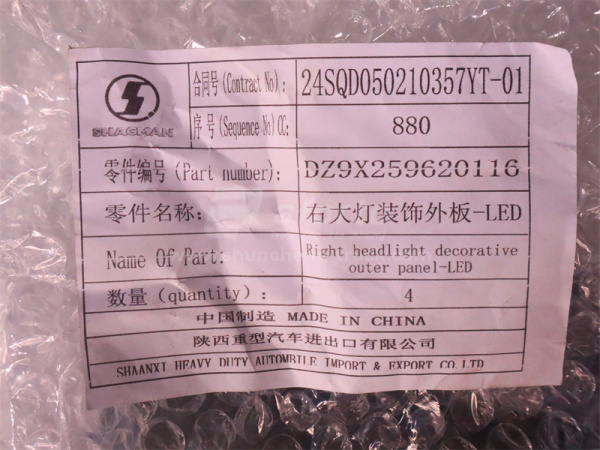 合同号(Contract No): 24SQD050210357YT-01
SHACMAN
序号(Sequence No)CC: 880
零件编号(Part number): DZ9X259620116
零件名称: 右大灯装饰外板-LED
Name Of Part: Right headlight decorative
outer panel-LED
数量(quantity): 4
中国制造 MADE IN CHINA
陕西重型汽车进出口有限公司
SHAANXI HEAVY DUTY AUTOMBILE IMPORT & EXPORT CO.LTD